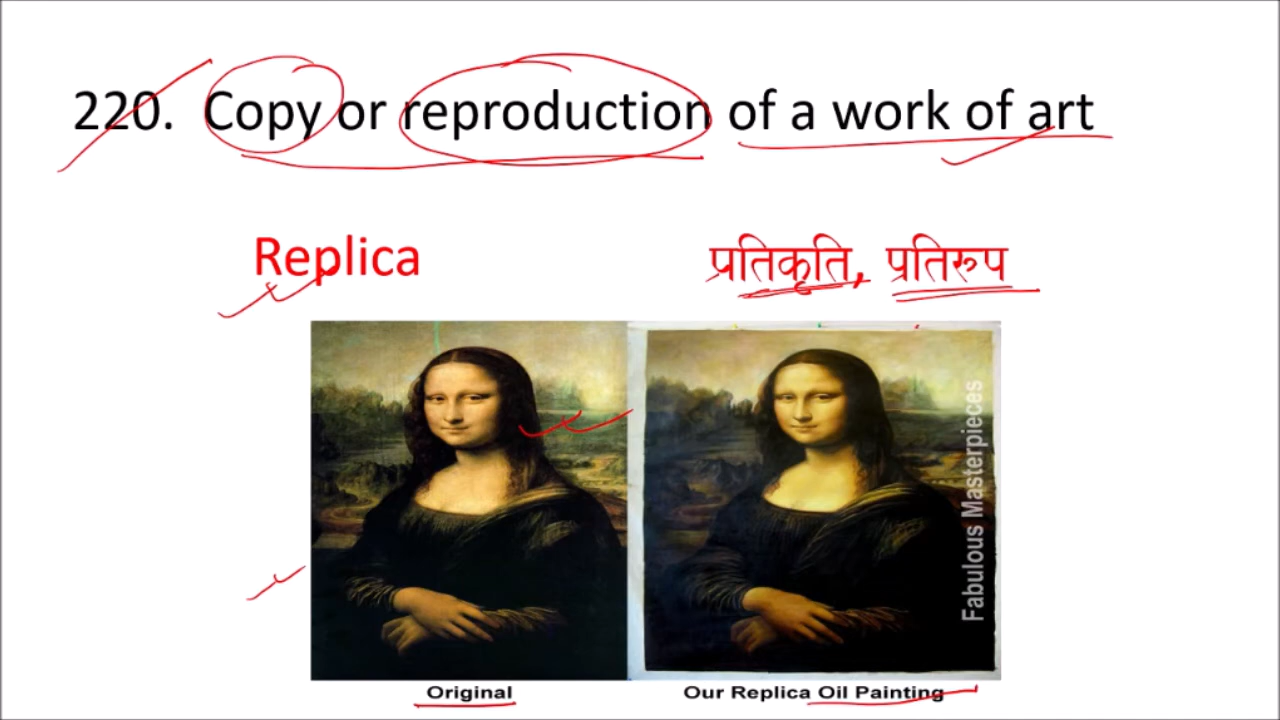 220. Copy or reproduction of a work of art
Replica
प्रतिकृति, प्रतिरुप
Fabulous Masterpieces
Original
Our Replica Oil Painting